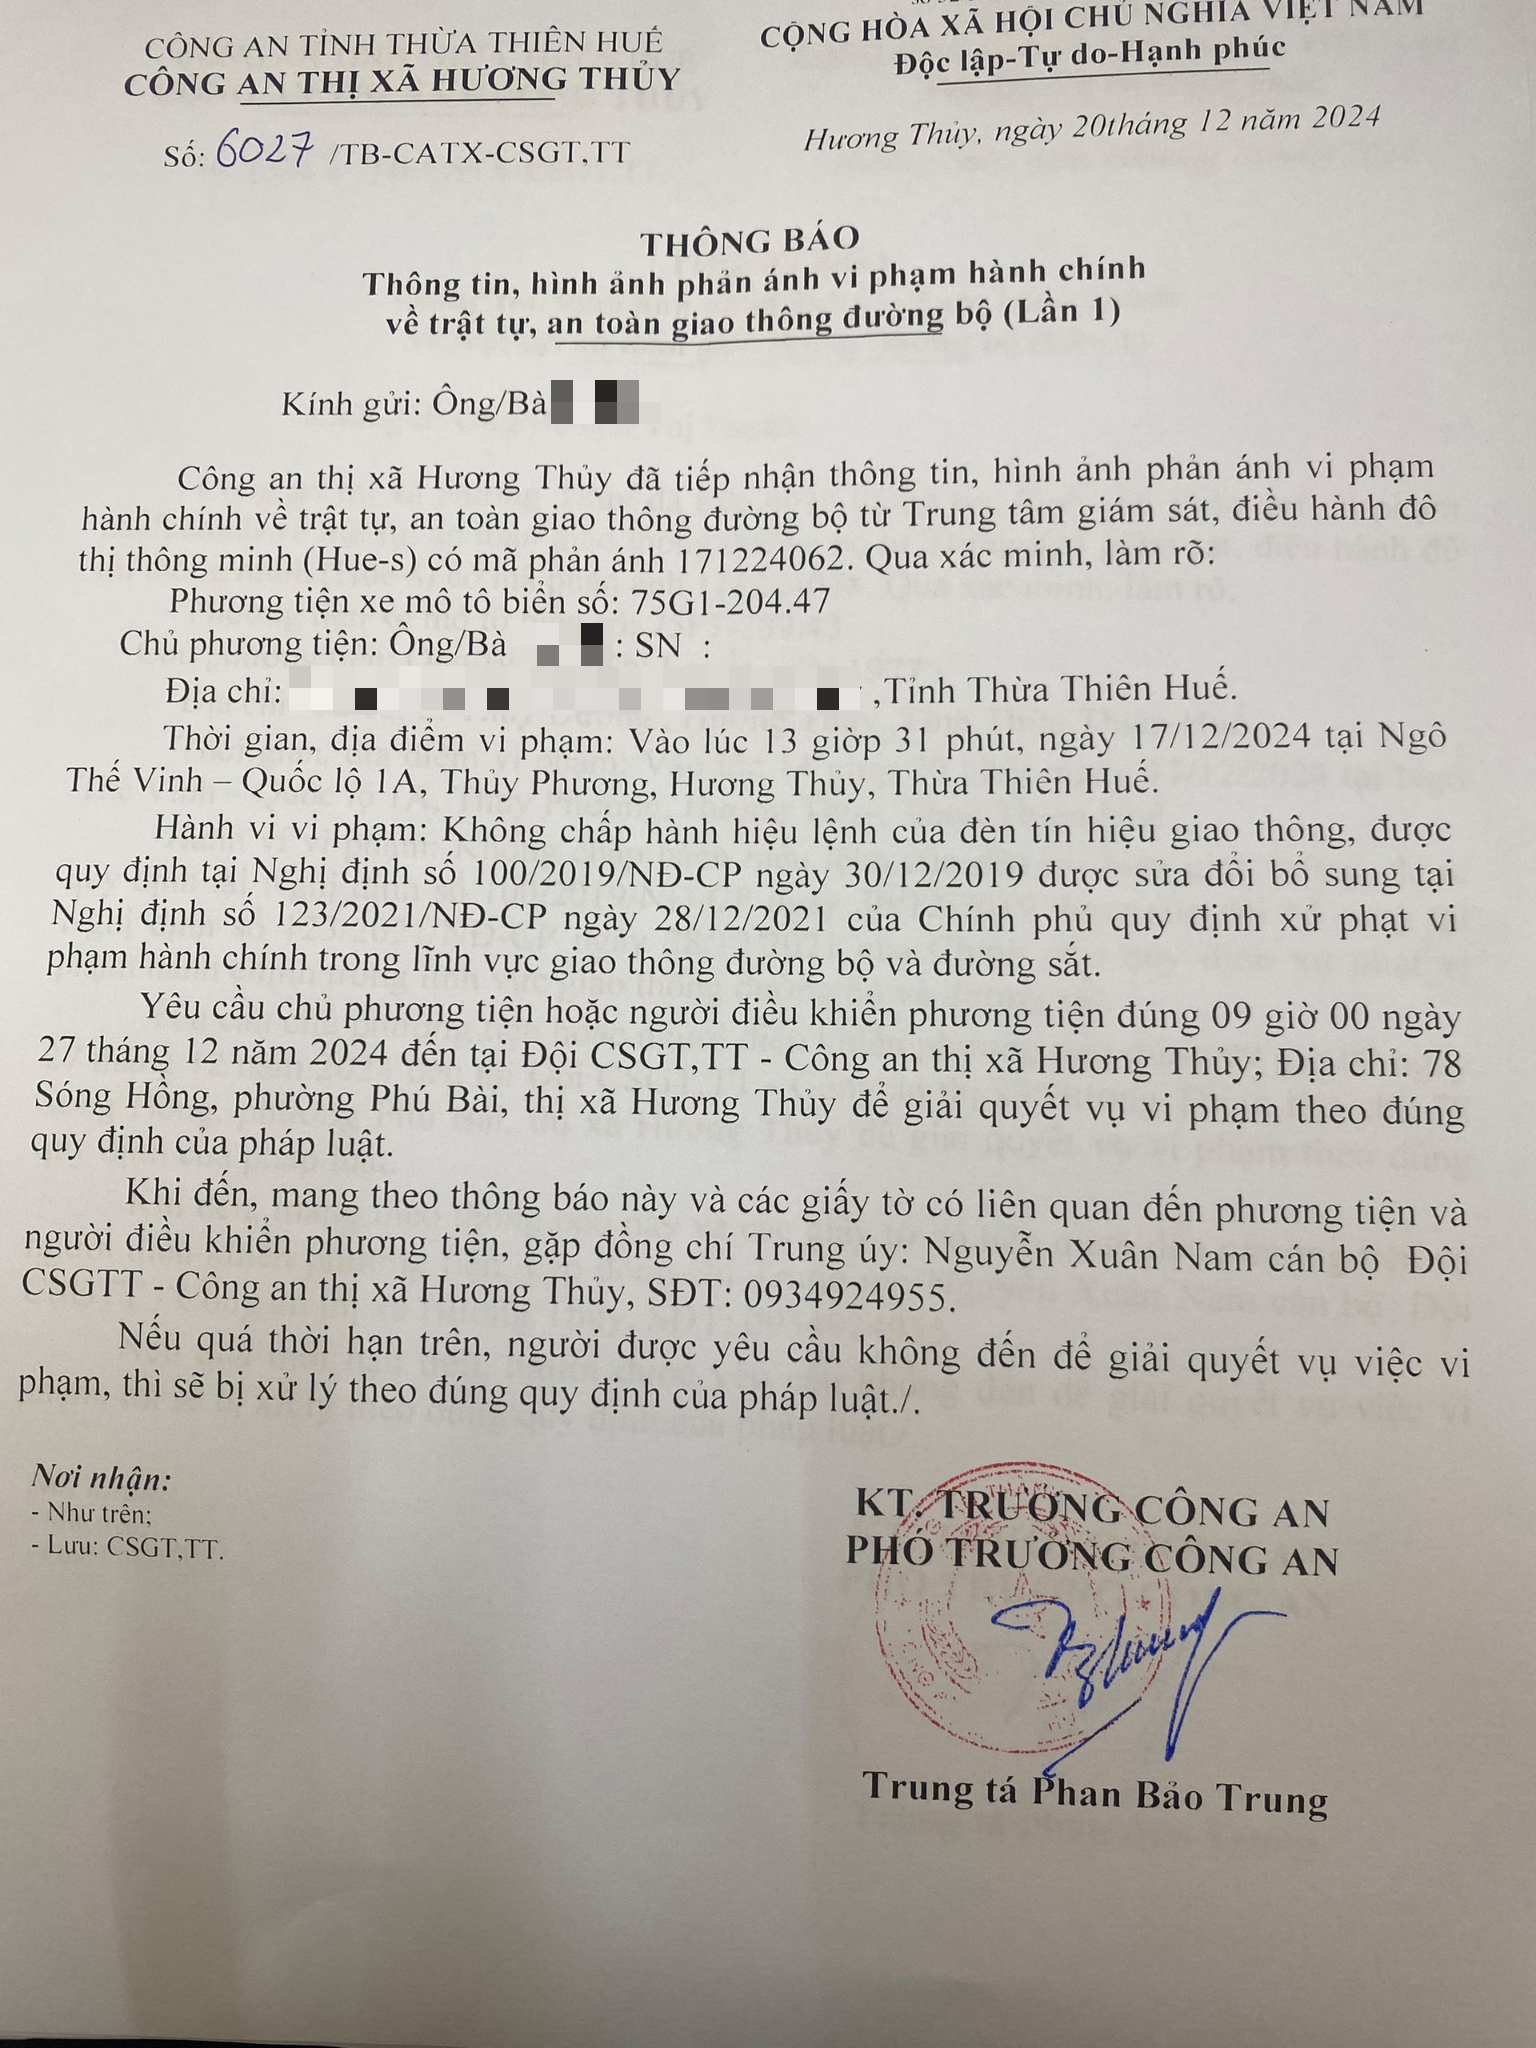 CÔNG AN TỈNH THỪA THIÊN HUẾ
CÔNG AN THỊ XÃ HƯƠNG THỦY
Số: 6027 /TB-CATX-CSGT,TT
CỘNG HÒA XÃ HỘI CHỦ NGHĨA VIỆT NAM
Độc lập-Tự do-Hạnh phúc
Hương Thủy, ngày 20tháng 12 năm 2024
THÔNG BÁO
Thông tin, hình ảnh phản ánh vi phạm hành chính
về trật tự, an toàn giao thông đường bộ (Lần 1)
Kính gửi: Ông/Bà
Công an thị xã Hương Thủy đã tiếp nhận thông tin, hình ảnh phản ánh vi phạm
hành chính về trật tự, an toàn giao thông đường bộ từ Trung tâm giám sát, điều hành đô
thị thông minh (Hue-s) có mã phản ánh 171224062. Qua xác minh, làm rõ:
Phương tiện xe mô tô biển số: 75G1-204.47
Chủ phương tiện: Ông/Bà : SN :
Địa chỉ: ,Tỉnh Thừa Thiên Huế.
Thời gian, địa điểm vi phạm: Vào lúc 13 giờp 31 phút, ngày 17/12/2024 tại Ngô
Thế Vinh – Quốc lộ 1A, Thủy Phương, Hương Thủy, Thừa Thiên Huế.
Hành vi vi phạm: Không chấp hành hiệu lệnh của đèn tín hiệu giao thông, được
quy định tại Nghị định số 100/2019/NĐ-CP ngày 30/12/2019 được sửa đổi bổ sung tại
Nghị định số 123/2021/NĐ-CP ngày 28/12/2021 của Chính phủ quy định xử phạt vi
phạm hành chính trong lĩnh vực giao thông đường bộ và đường sắt.
Yêu cầu chủ phương tiện hoặc người điều khiển phương tiện đúng 09 giờ 00 ngày
27 tháng 12 năm 2024 đến tại Đội CSGT,TT - Công an thị xã Hương Thủy; Địa chỉ: 78
Sóng Hồng, phường Phú Bài, thị xã Hương Thủy để giải quyết vụ vi phạm theo đúng
quy định của pháp luật.
Khi đến, mang theo thông báo này và các giấy tờ có liên quan đến phương tiện và
người điều khiển phương tiện, gặp đồng chí Trung úy: Nguyễn Xuân Nam cán bộ Đội
CSGTT - Công an thị xã Hương Thủy, SĐT: 0934924955.
Nếu quá thời hạn trên, người được yêu cầu không đến để giải quyết vụ việc vi
phạm, thì sẽ bị xử lý theo đúng quy định của pháp luật./.
Nơi nhận:
- Như trên;
- Lưu: CSGT,TT.
KT. TRƯỞNG CÔNG AN
PHÓ TRƯỞNG CÔNG AN
Trung tá Phan Bảo Trung